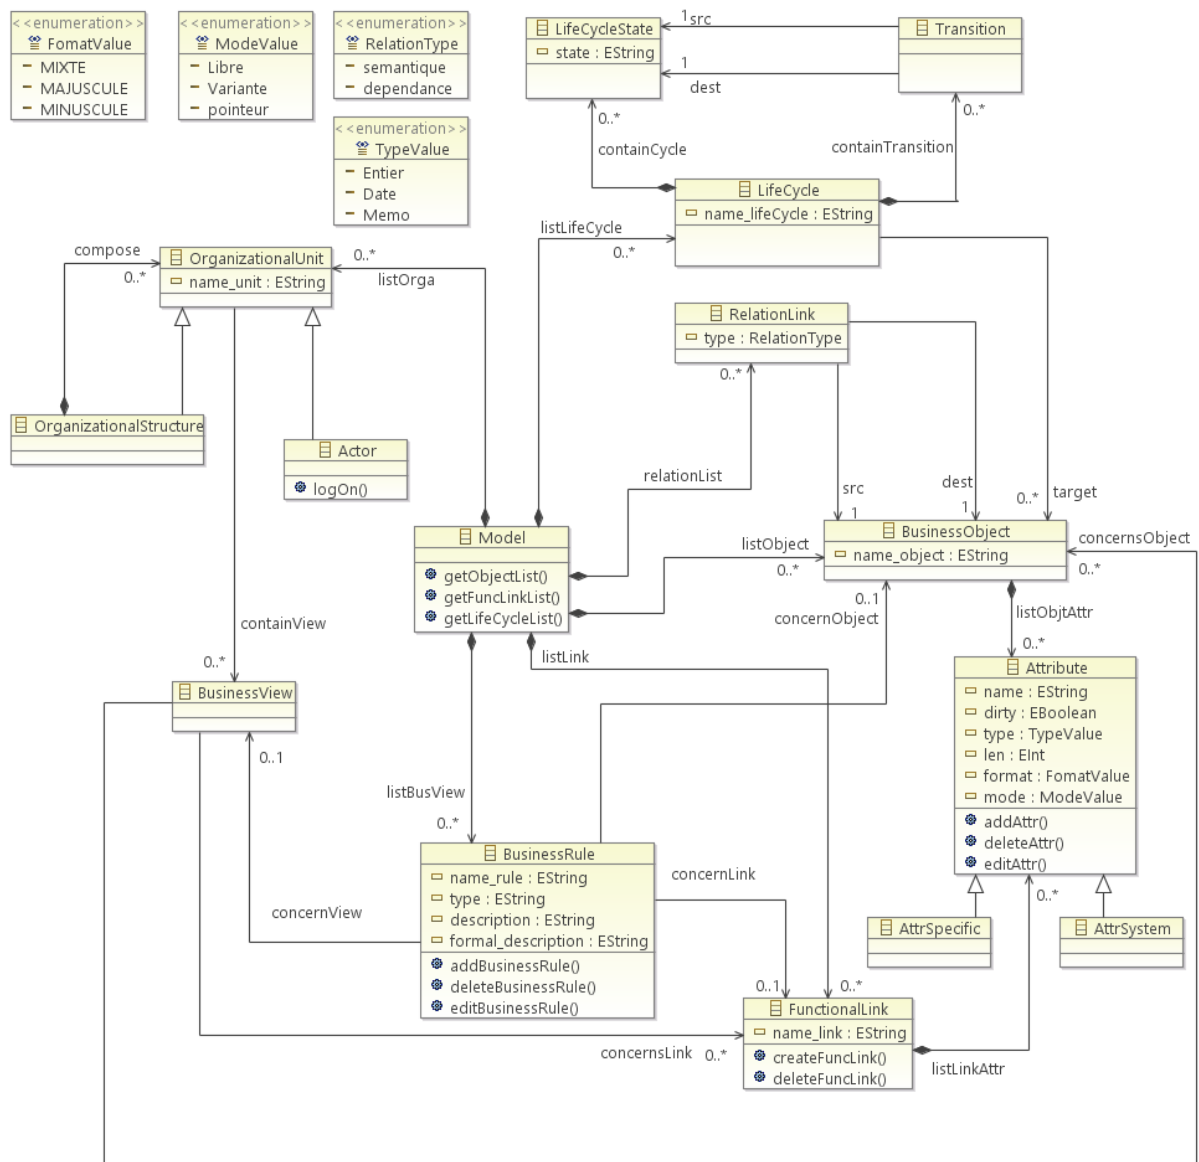 <<enumeration>>
FomatValue
MIXTE
MAJUSCULE
MINUSCULE
<<enumeration>>
ModeValue
Libre
Variante
pointeur
<<enumeration>>
RelationType
semantique
dependance
<<enumeration>>
TypeValue
Entier
Date
Memo
LifeCycleState
state : EString
1
src
1
dest
Transition
0..*
containCycle
0..*
containTransition
LifeCycle
name_lifeCycle : EString
listLifeCycle
0..*
compose
0..*
OrganizationalUnit
name_unit : EString
0..*
listOrga
RelationLink
type : RelationType
0..*
OrganizationalStructure
Actor
logOn()
relationList
src
1
dest
1
0..*
target
Model
getObjectList()
getFuncLinkList()
getLifeCycleList()
listObject
0..*
BusinessObject
name_object : EString
concernsObject
0..*
0..1
concernObject
listObjtAttr
0..*
containView
0..*
listLink
BusinessView
0..1
Attribute
name : EString
dirty : EBoolean
type : TypeValue
len : EInt
format : FomatValue
mode : ModeValue
addAttr()
deleteAttr()
editAttr()
listBusView
0..*
BusinessRule
name_rule : EString
type : EString
description : EString
formal_description : EString
addBusinessRule()
deleteBusinessRule()
editBusinessRule()
concernLink
concernView
0..*
AttrSpecific
AttrSystem
0..1
0..*
FunctionalLink
name_link : EString
createFuncLink()
deleteFuncLink()
concernsLink
0..*
listLinkAttr